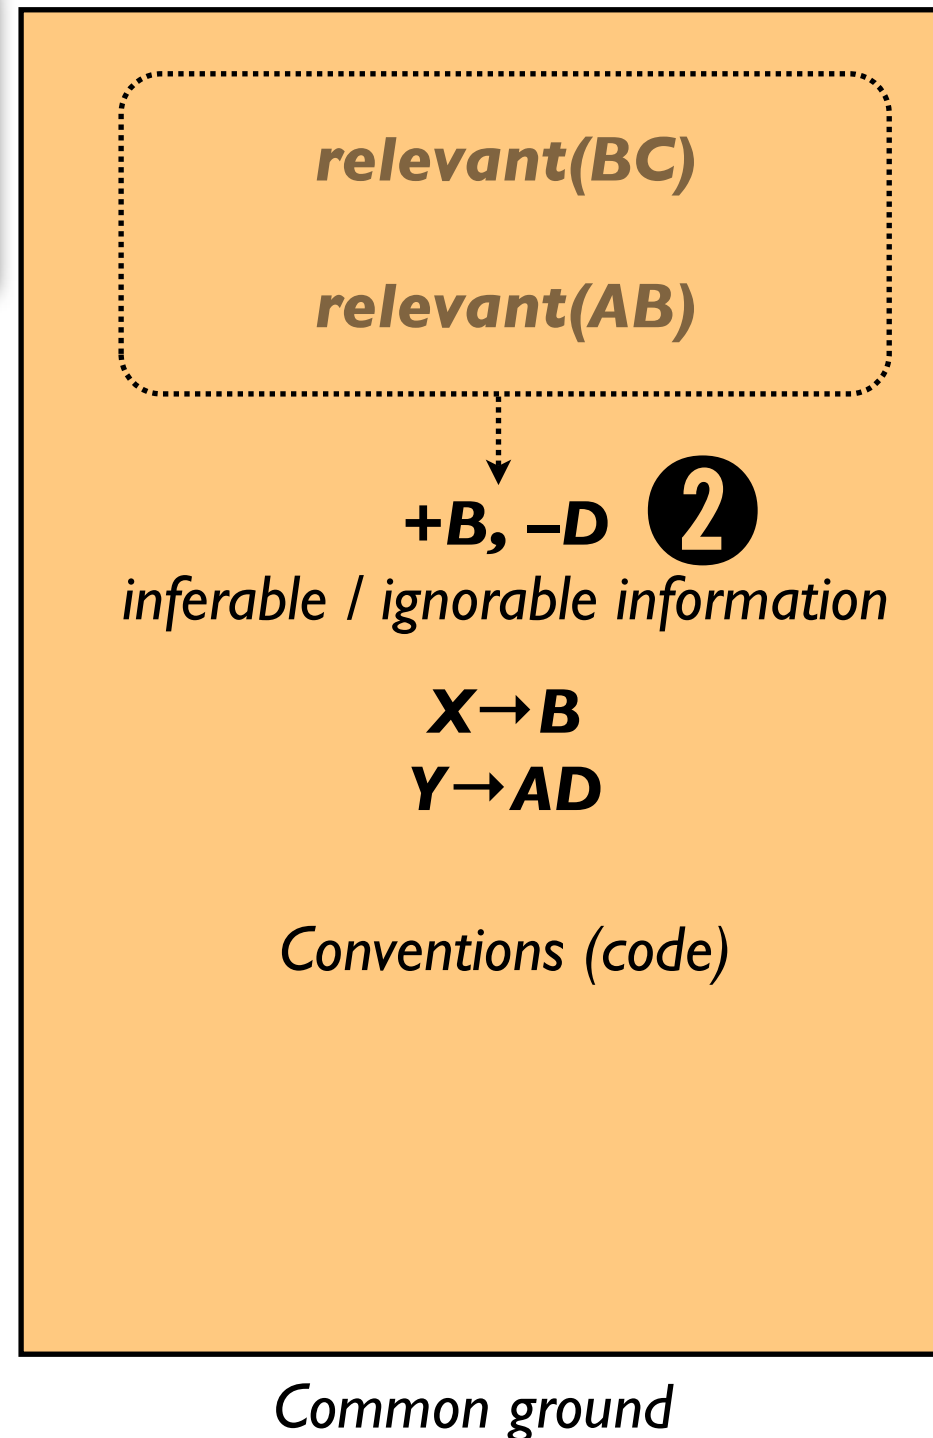 relevant(BC)
relevant(AB)
+B, –D 2
inferable / ignorable information
X→B
Y→AD
Conventions (code)
Common ground